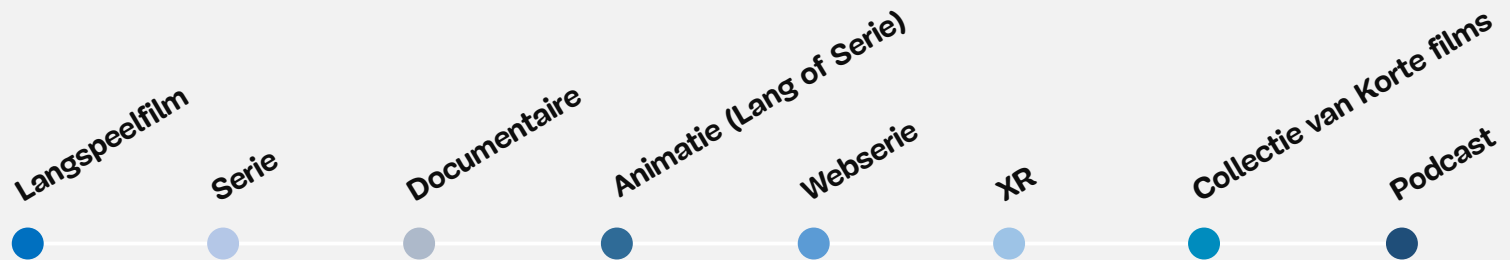 Langspeelfilm
Serie
Documentaire
Animatie (Lang of Serie)
Webserie
XR
Collectie van Korte films
Podcast